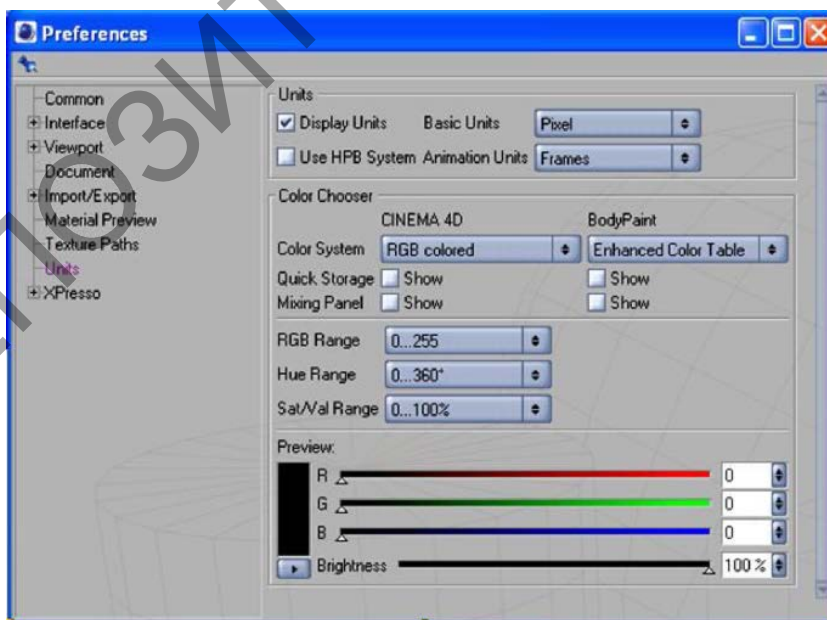 Preferences
Common
Interface
Viewport
Document
Import/Export
Material Preview
Texture Paths
Units
XPresso
Units
Display Units Basic Units Pixel
Use HPB System Animation Units Frames
Color Chooser
CINEMA 4D BodyPaint
Color System RGB colored Enhanced Color Table
Quick Storage Show Show
Mixing Panel Show Show
RGB Range 0...255
Hue Range 0...360°
Sat/Val Range 0...100%
Preview:
R 0
G 0
B 0
Brightness 100 %
ПОЗИТ